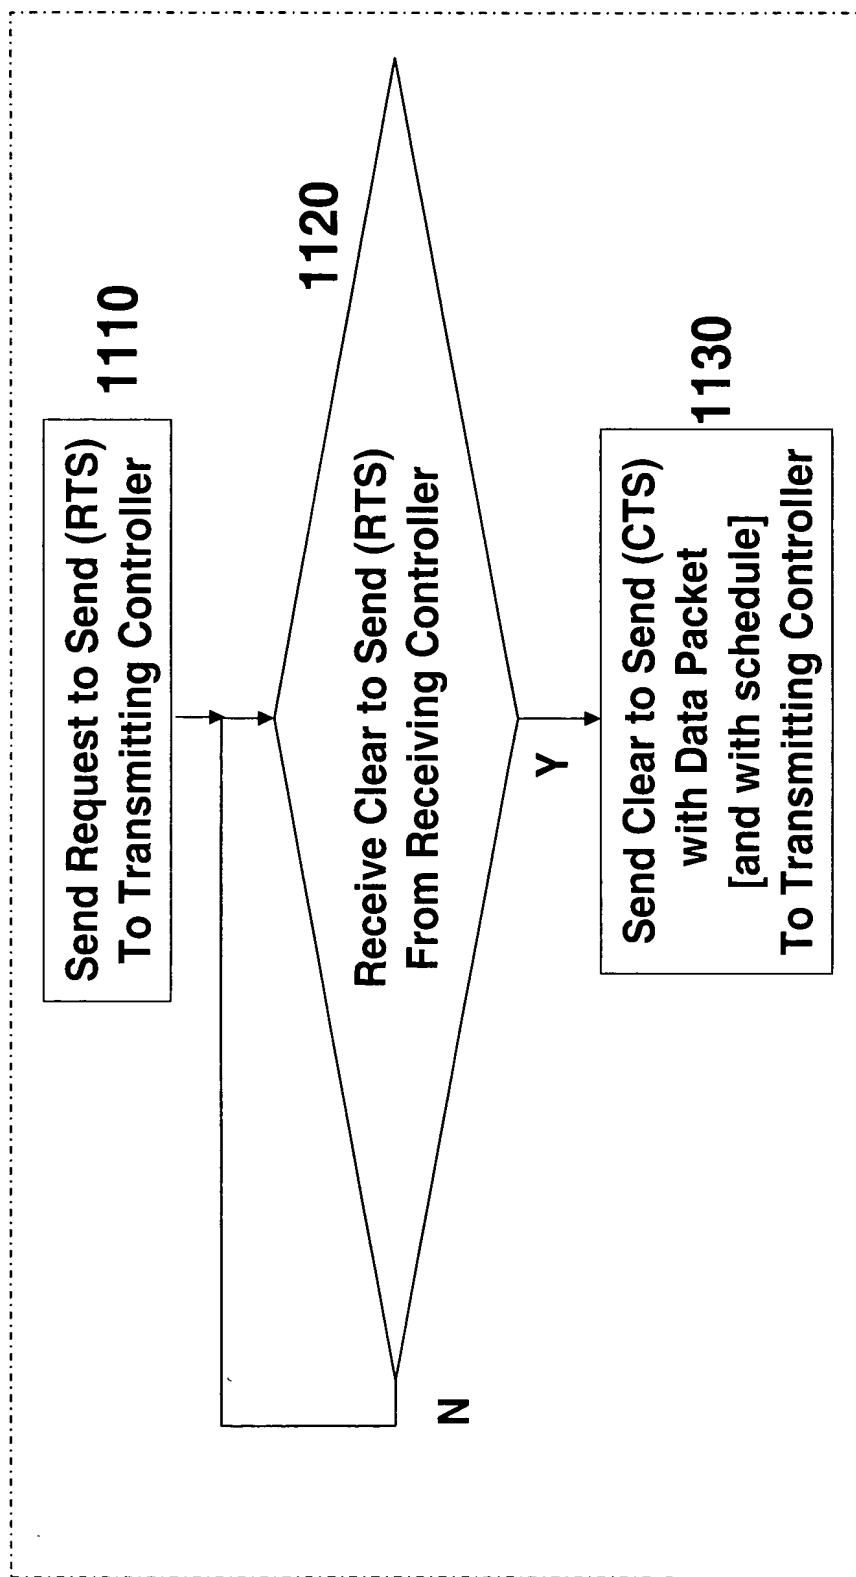 Send Request to Send (RTS)
To Transmitting Controller
1110
Receive Clear to Send (RTS)
From Receiving Controller
1120
N
Y
Send Clear to Send (CTS)
with Data Packet
[and with schedule]
To Transmitting Controller
1130